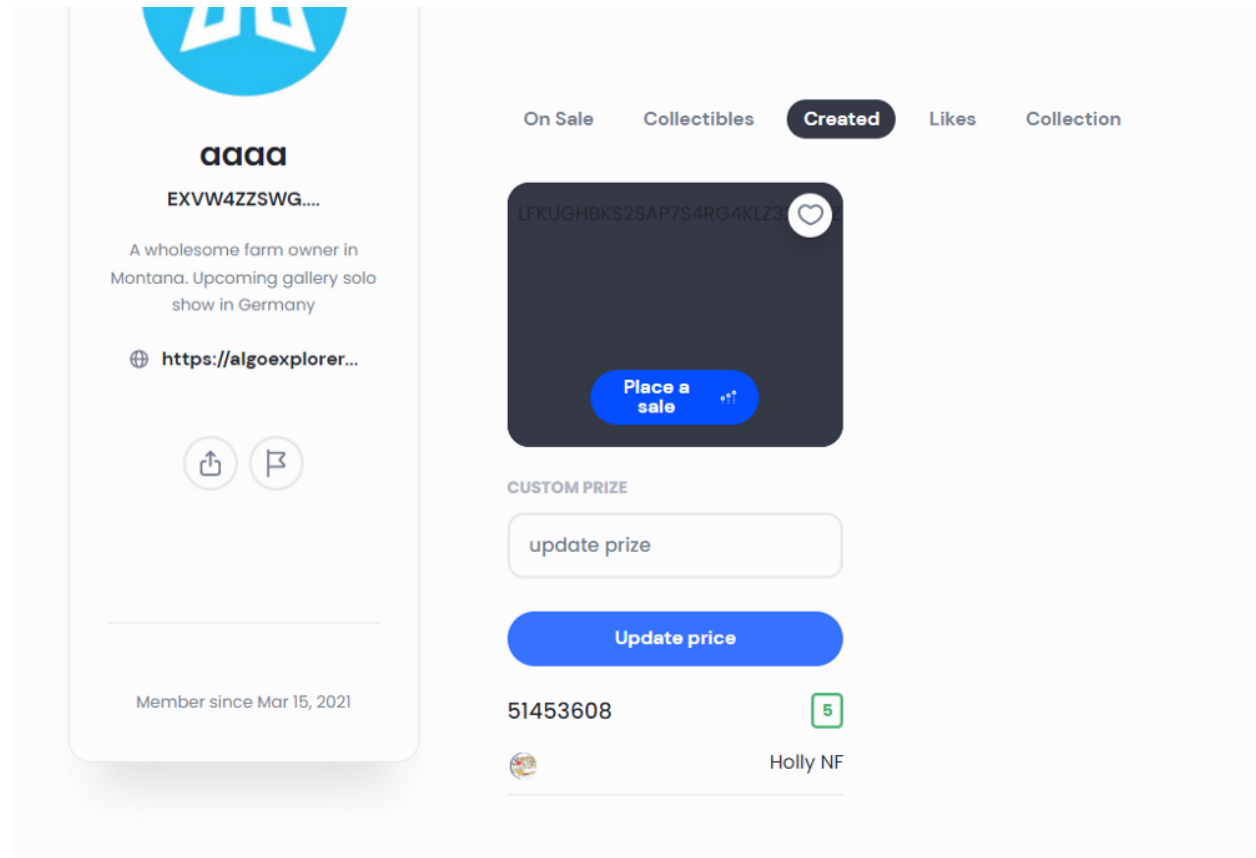 aaaa
EXVW4ZZSWG....
A wholesome farm owner in
Montana. Upcoming gallery solo
show in Germany
https://algoexplorer...
Member since Mar 15, 2021
On Sale Collectibles Created Likes Collection
Place a
sale
CUSTOM PRIZE
update prize
Update price
51453608 5
Holly NF